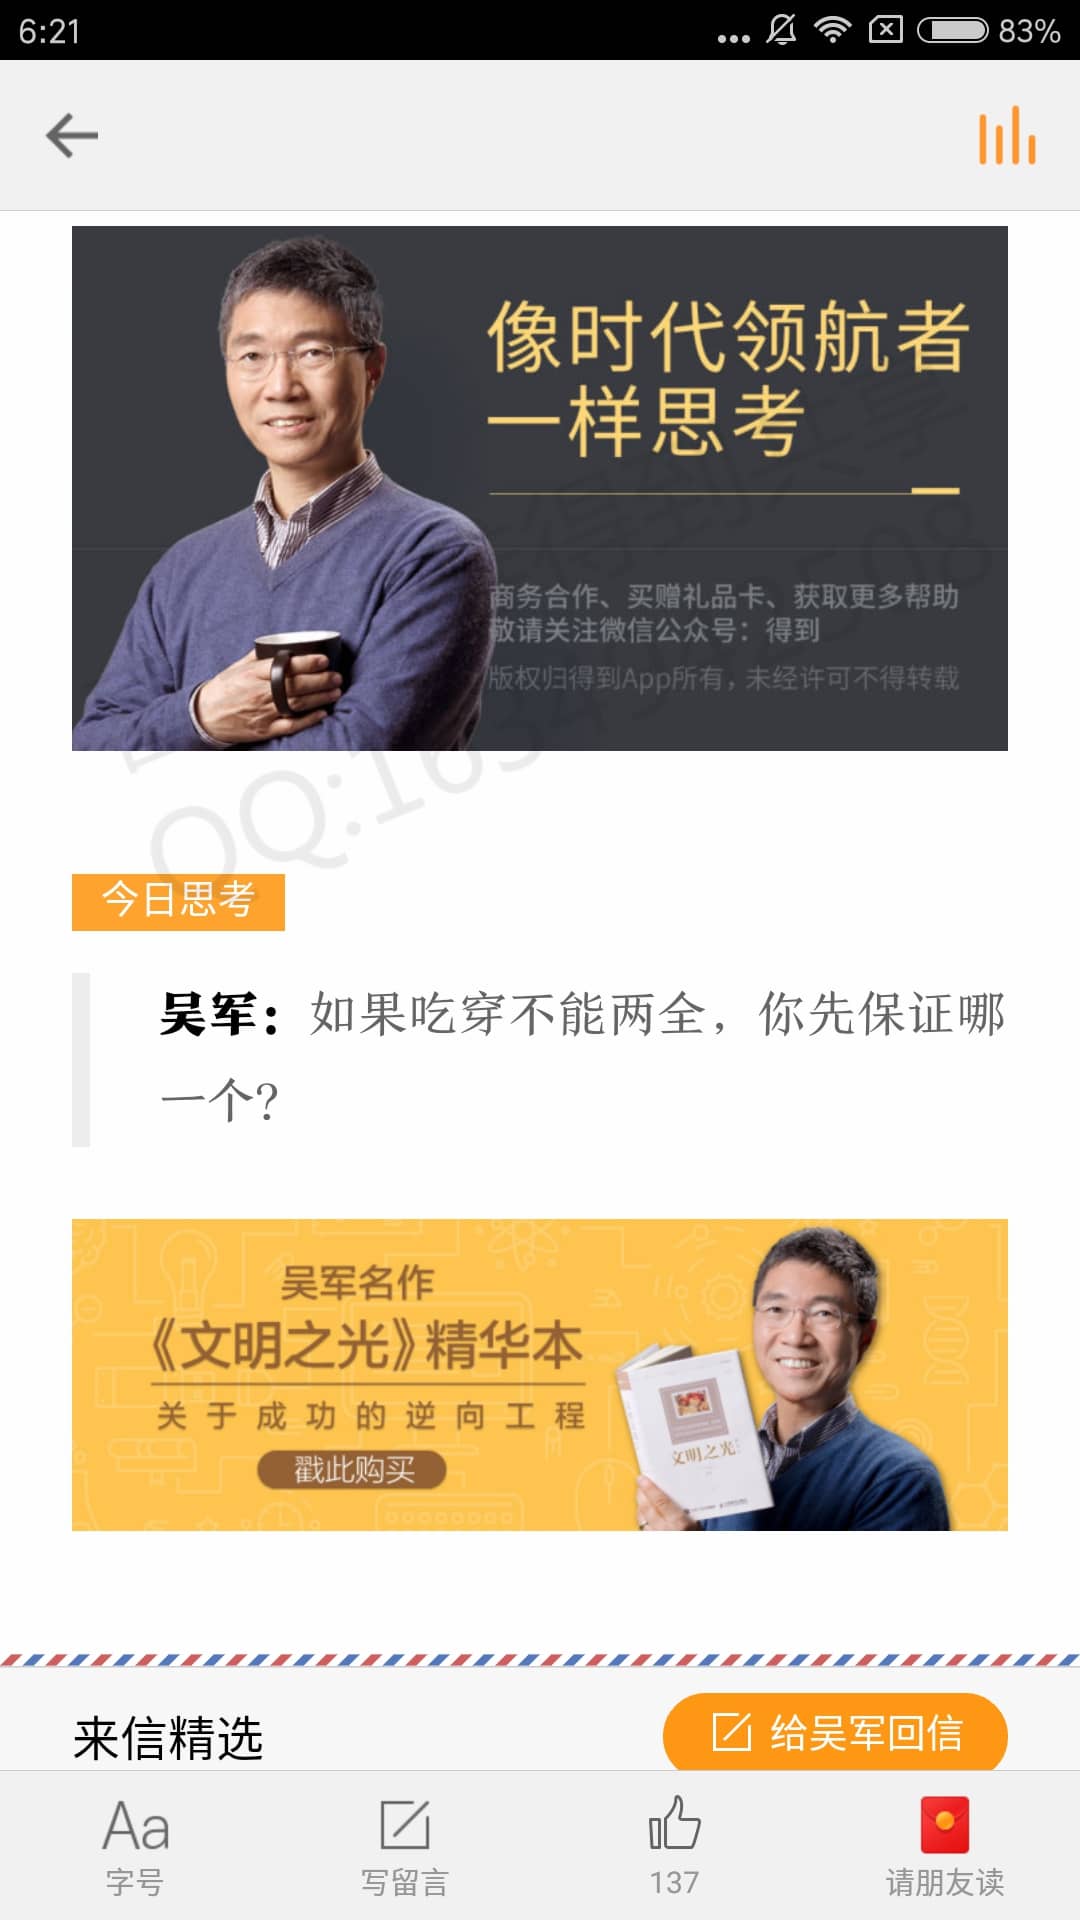 6:21
83%
像时代领航者
一样思考
商务合作、买赠礼品卡、获取更多帮助
敬请关注微信公众号：得到
版权归得到App所有，未经许可不得转载
今日思考
吴军：如果吃穿不能两全，你先保证哪
一个？
吴军名作
《文明之光》精华本
关于成功的逆向工程
戳此购买
文明之光
来信精选
给吴军回信
Aa
字号
写留言
137
请朋友读